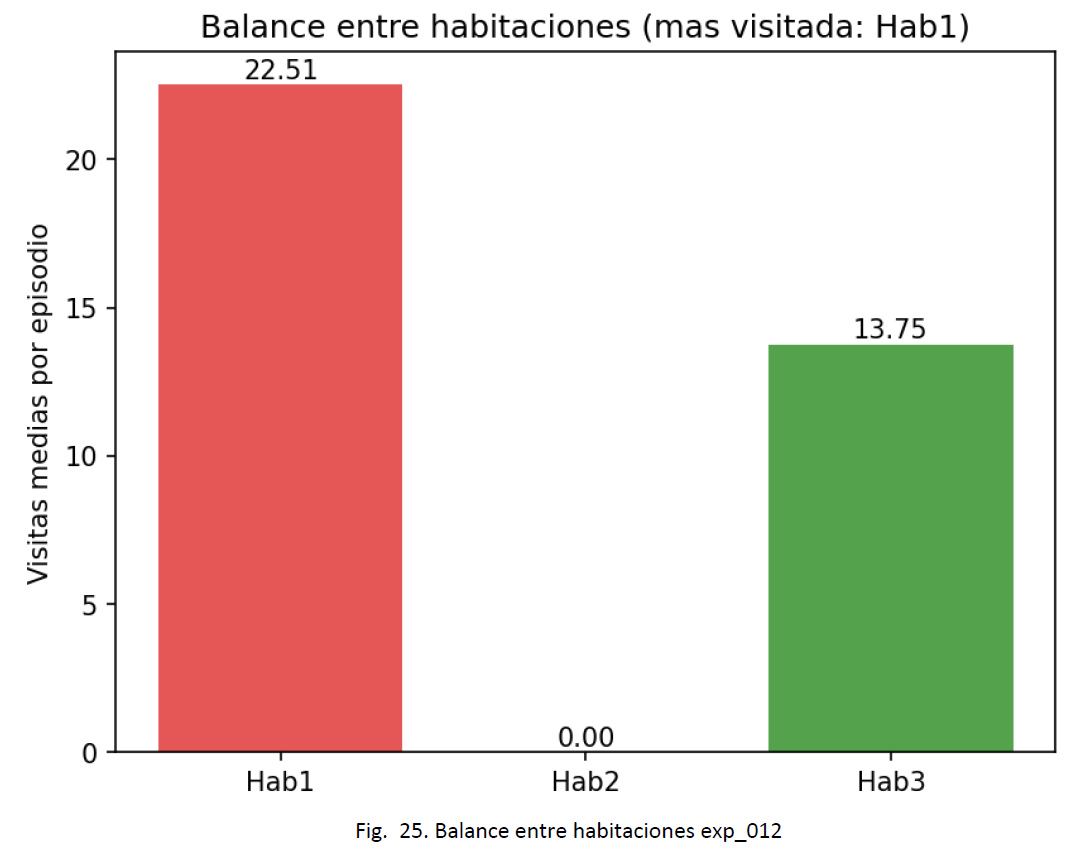 Balance entre habitaciones (mas visitada: Hab1)
22.51
20
15
13.75
10
5
0.00
0
Visitas medias por episodio
Hab1 Hab2 Hab3
Fig. 25. Balance entre habitaciones exp_012